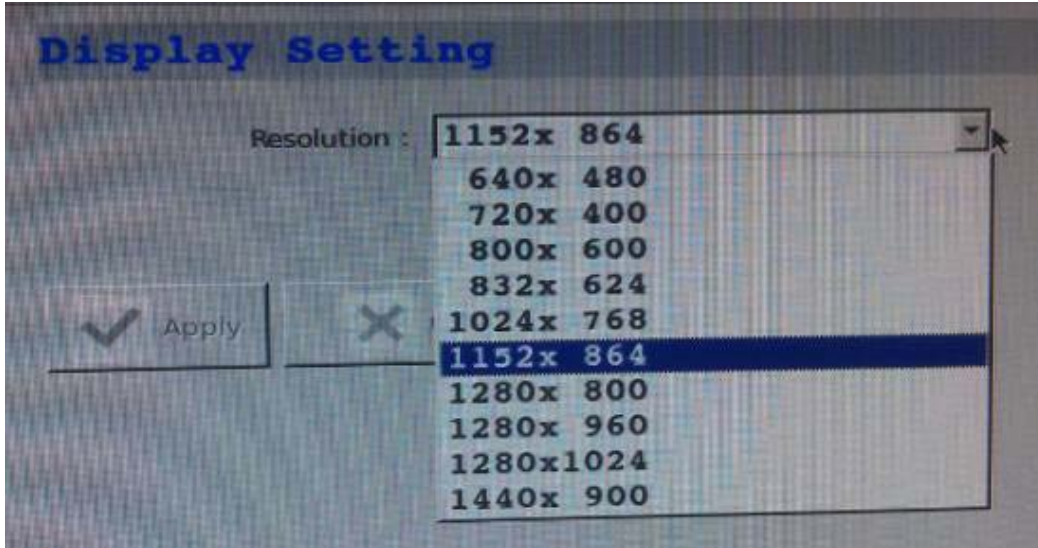 Display Setting
Resolution : 1152x 864
640x 480
720x 400
800x 600
832x 624
1024x 768
Apply
1152x 864
1280x 800
1280x 960
1280x1024
1440x 900